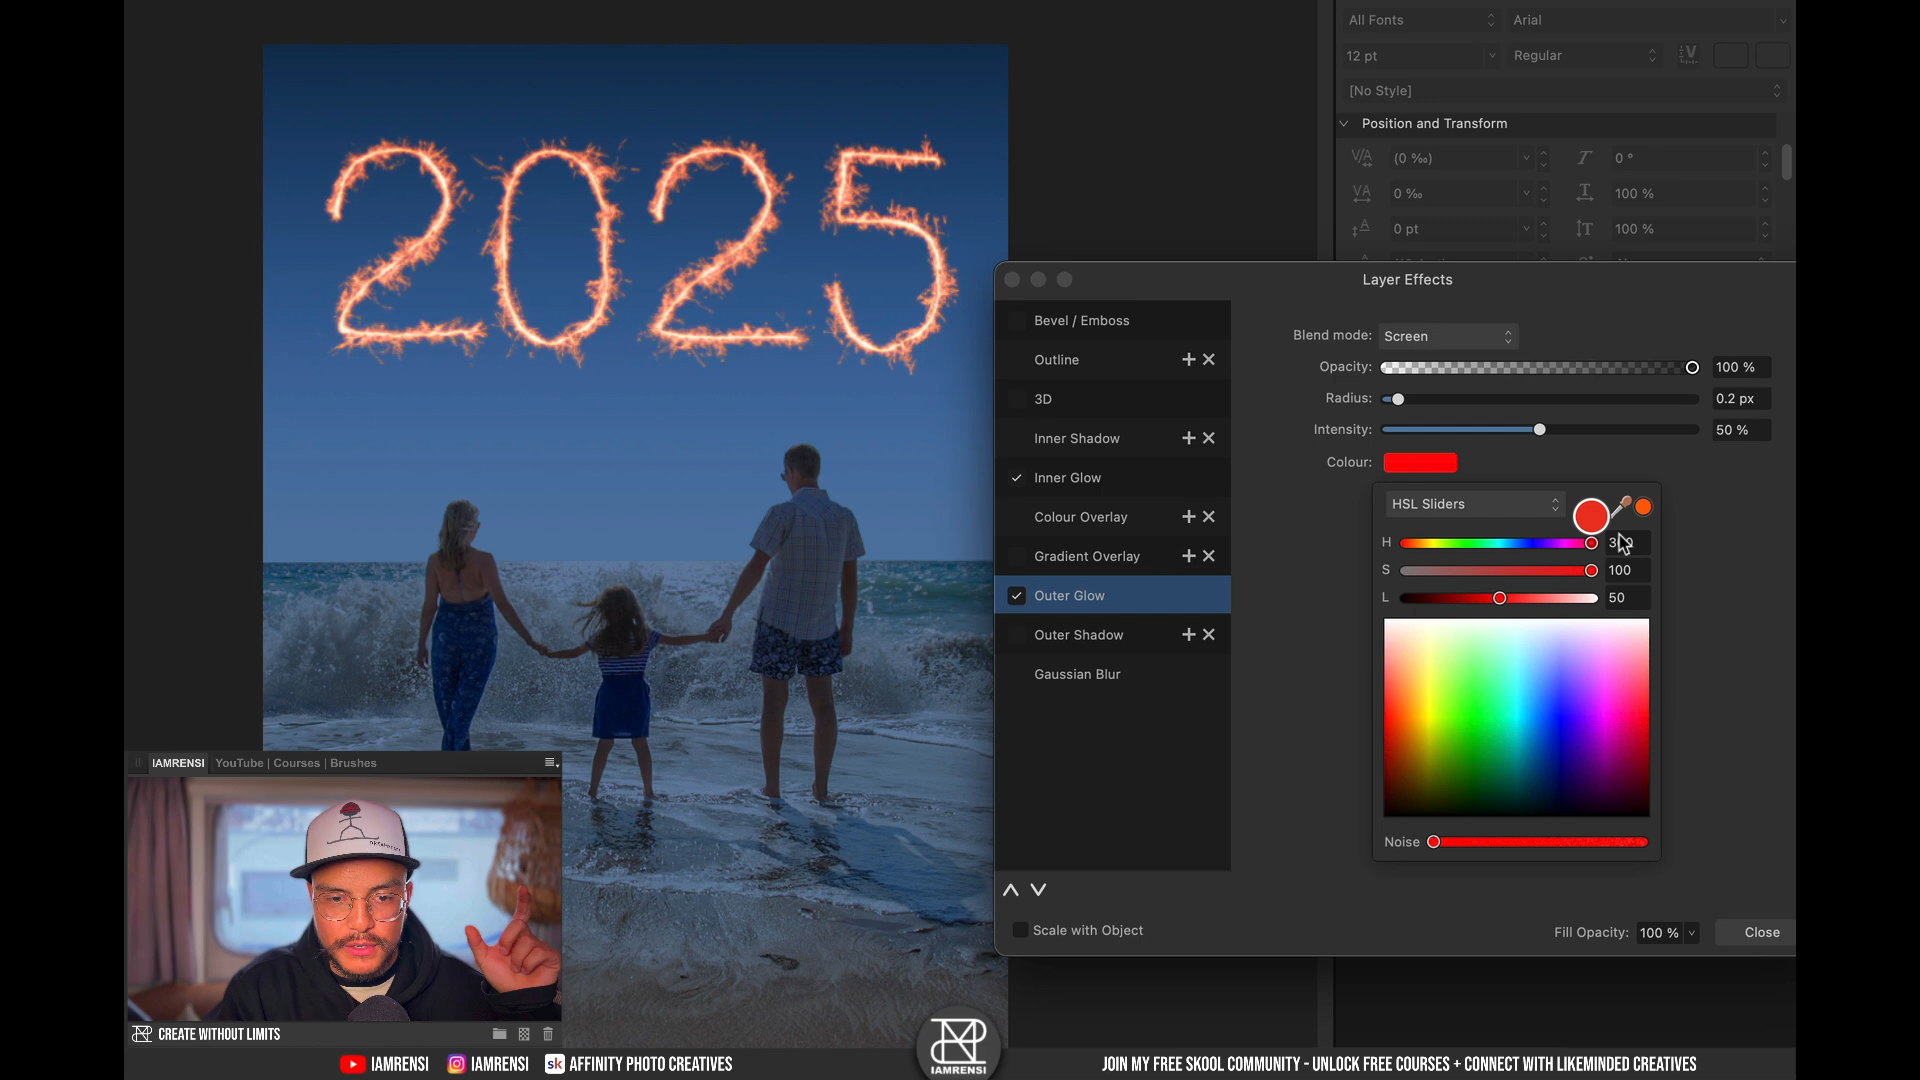 All Fonts
Arial
12 pt
Regular
[No Style]
Position and Transform
(0 ‰)
0 °
0 ‰
100 %
0 pt
100 %
2025
Layer Effects
Bevel / Emboss
Outline
3D
Inner Shadow
Inner Glow
Colour Overlay
Gradient Overlay
Outer Glow
Outer Shadow
Gaussian Blur
Blend mode: Screen
Opacity: 100 %
Radius: 0.2 px
Intensity: 50 %
Colour:
HSL Sliders
H
S 100
L 50
Noise
Scale with Object
Fill Opacity: 100 %
Close
IAMRENSI YouTube | Courses | Brushes
CREATE WITHOUT LIMITS
IAMRENSI
IAMRENSI
sk AFFINITY PHOTO CREATIVES
IAMRENSI
JOIN MY FREE SKOOL COMMUNITY - UNLOCK FREE COURSES + CONNECT WITH LIKEMINDED CREATIVES